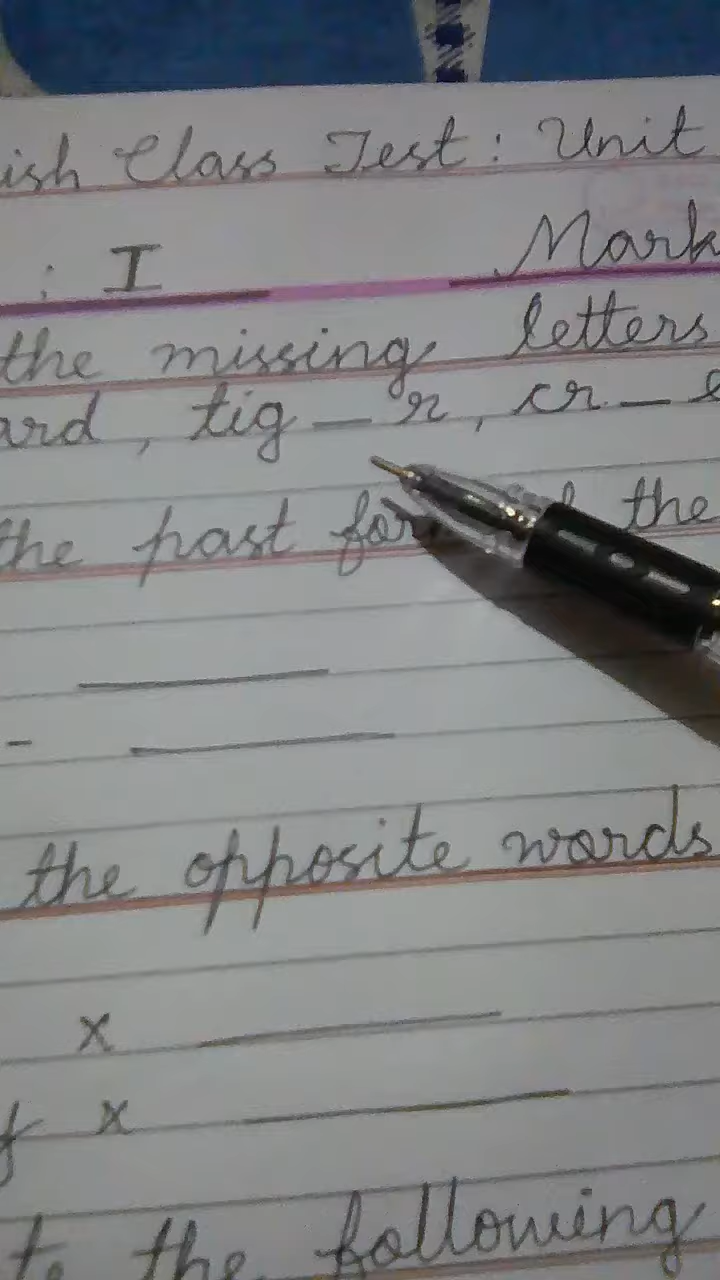 ish Class Test: Unit
: I Mark
the missing letters
ard, tig _ r, cr _ e
the past for the
-
the opposite words
x
f x
te the following